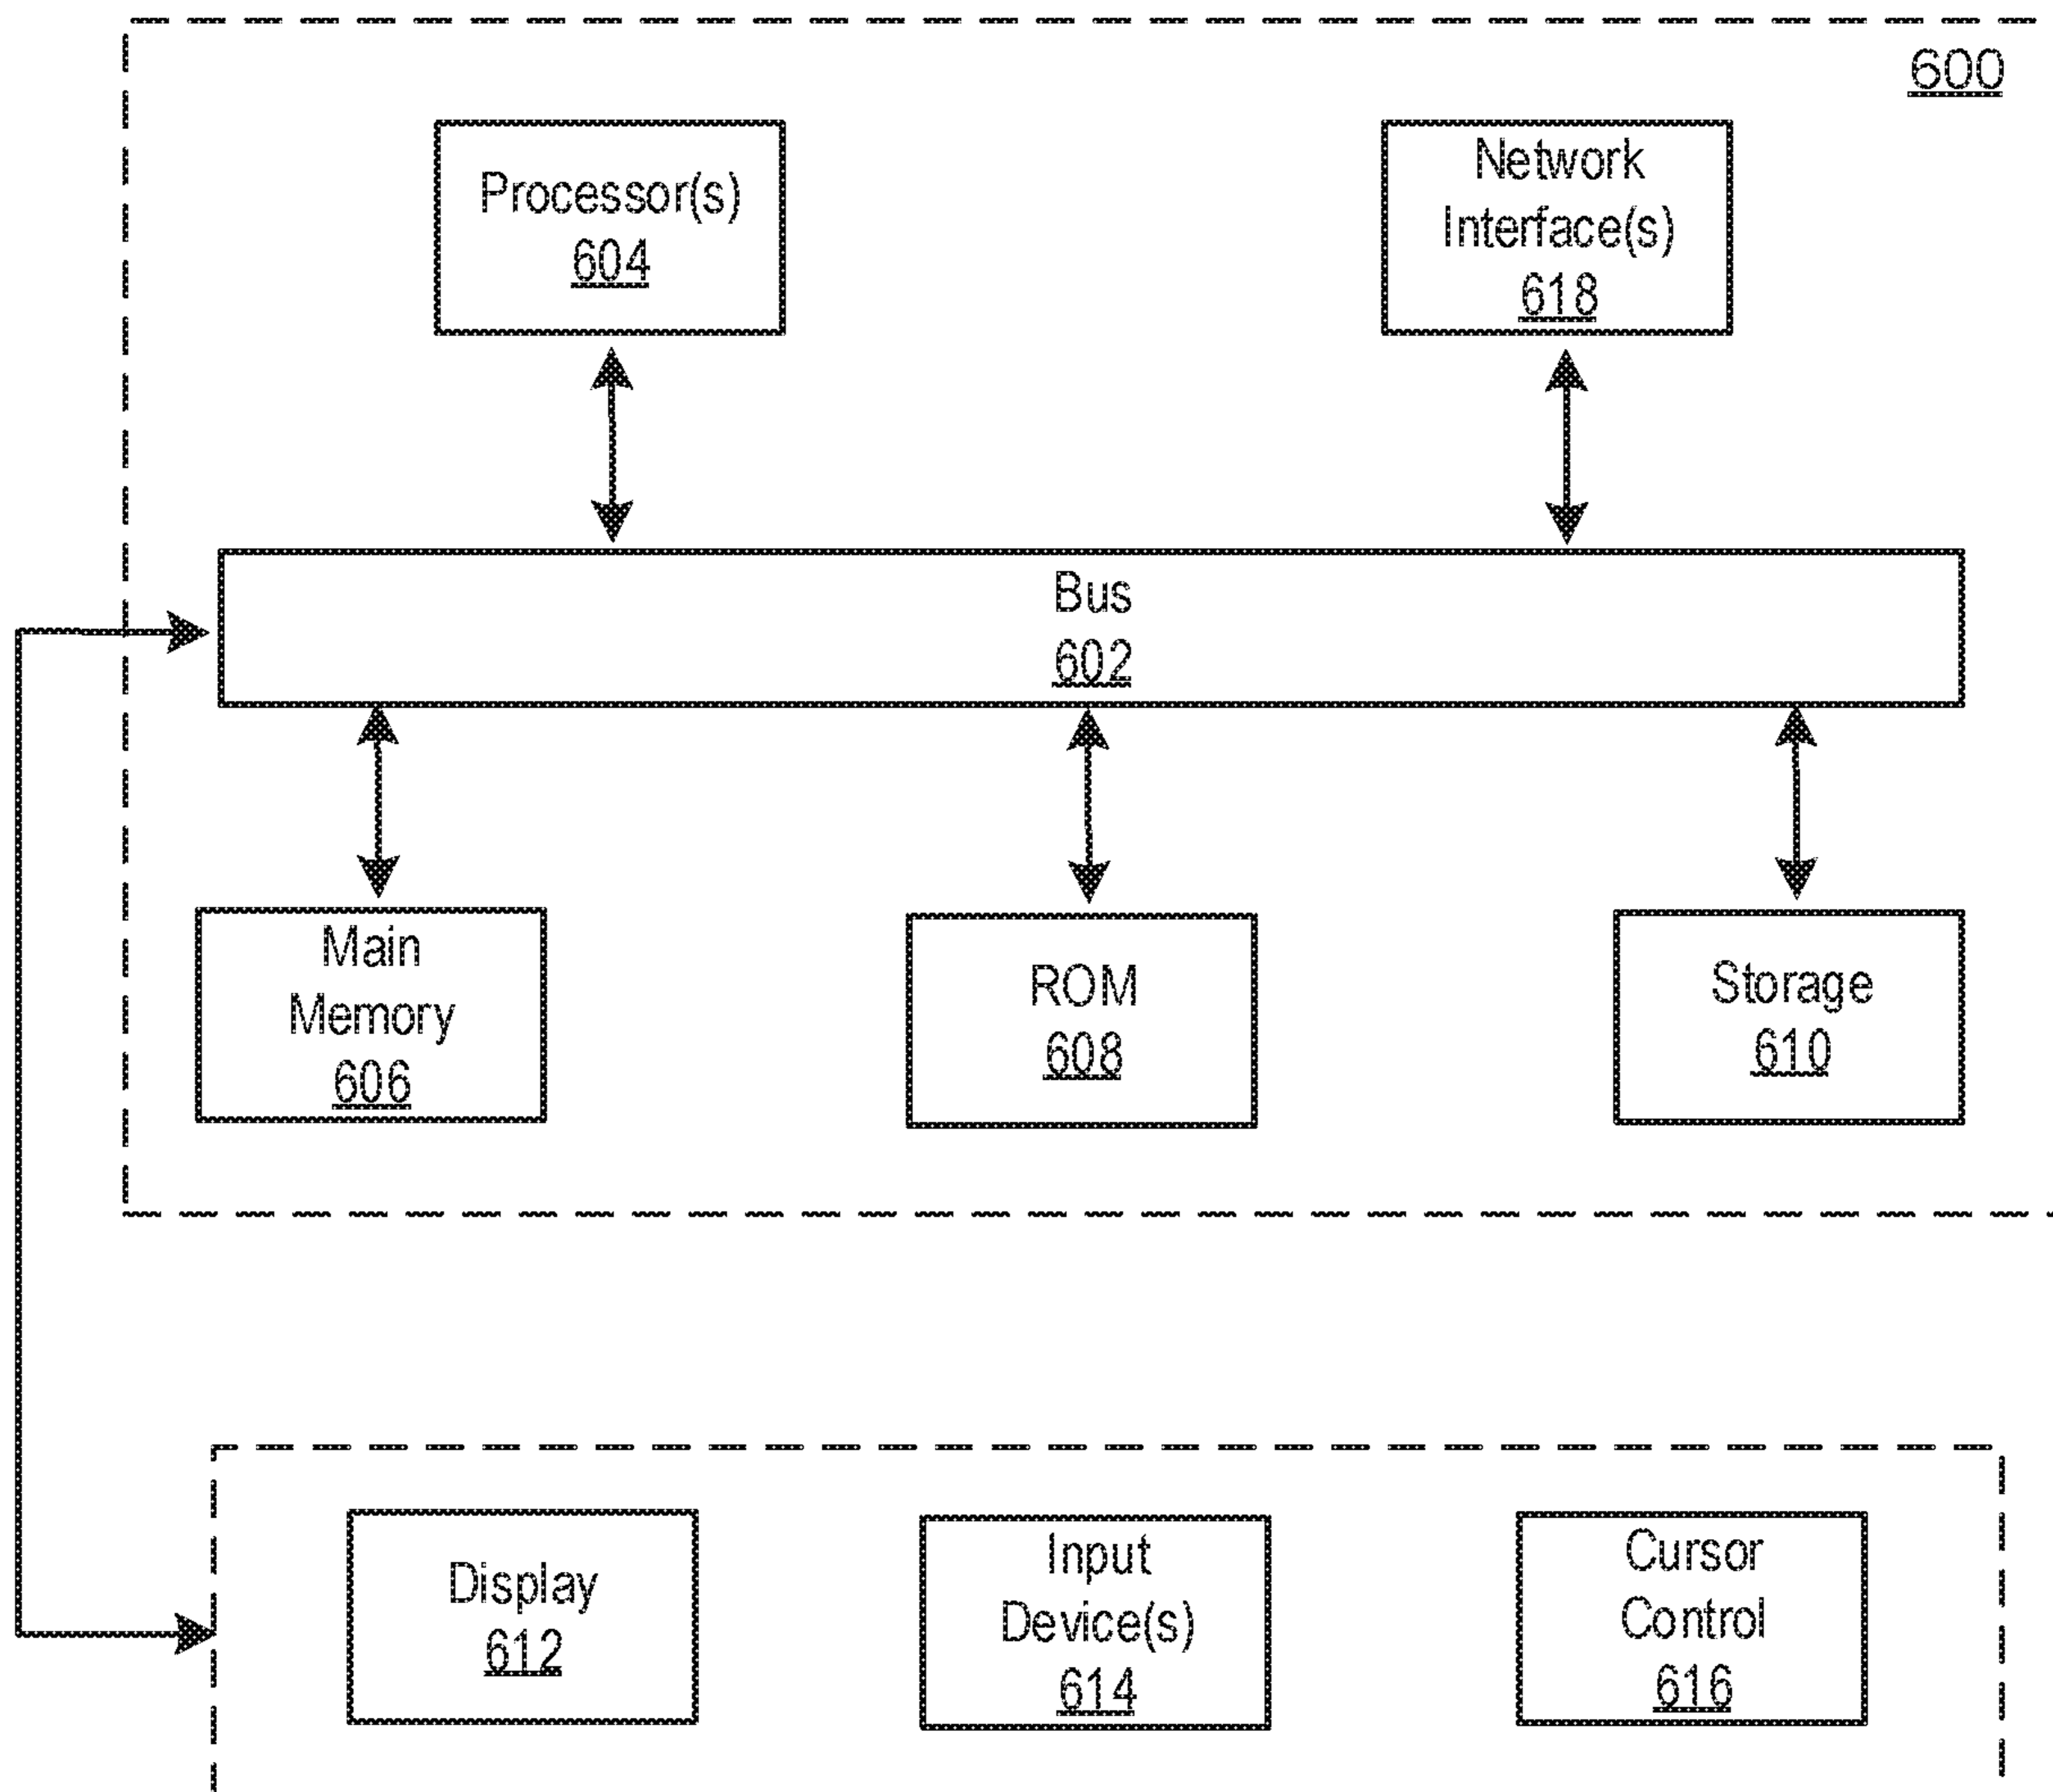 600
Processor(s)
604
Network
Interface(s)
618
Bus
602
Main
Memory
606
ROM
608
Storage
610
Display
612
Input
Device(s)
614
Cursor
Control
616